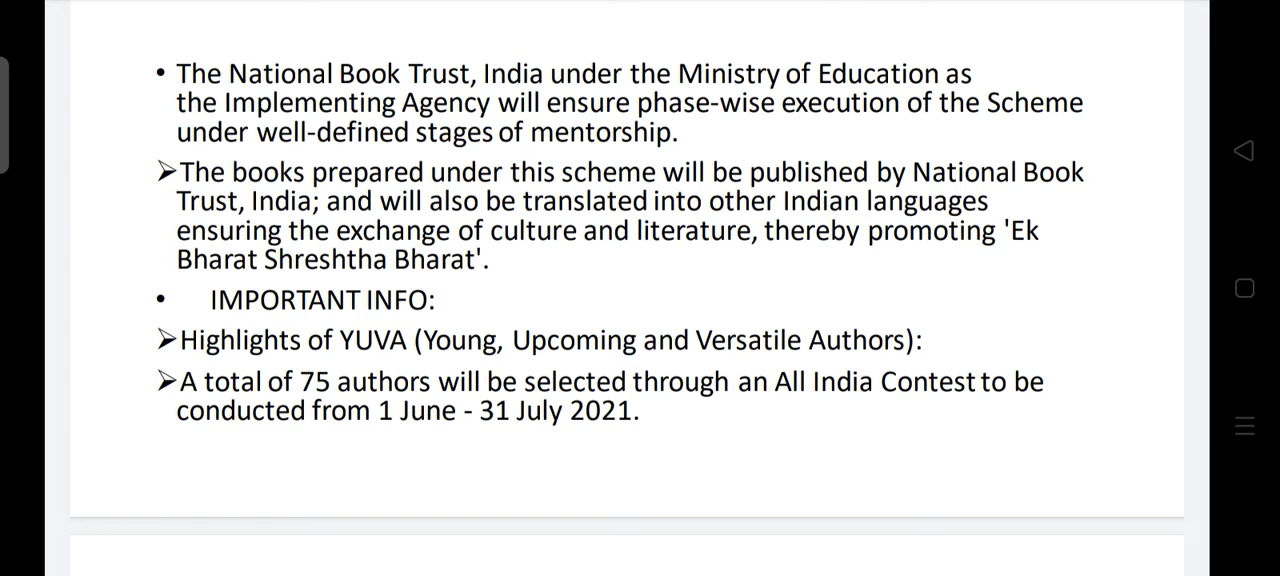 • The National Book Trust, India under the Ministry of Education as
the Implementing Agency will ensure phase-wise execution of the Scheme
under well-defined stages of mentorship.
➢The books prepared under this scheme will be published by National Book
Trust, India; and will also be translated into other Indian languages
ensuring the exchange of culture and literature, thereby promoting 'Ek
Bharat Shreshtha Bharat'.
• IMPORTANT INFO:
➢Highlights of YUVA (Young, Upcoming and Versatile Authors):
➢A total of 75 authors will be selected through an All India Contest to be
conducted from 1 June - 31 July 2021.